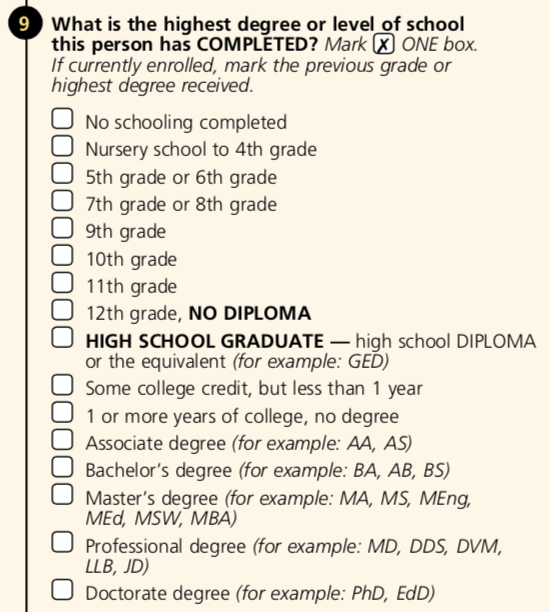 9 What is the highest degree or level of school
this person has COMPLETED? Mark X ONE box.
If currently enrolled, mark the previous grade or
highest degree received.
No schooling completed
Nursery school to 4th grade
5th grade or 6th grade
7th grade or 8th grade
9th grade
10th grade
11th grade
12th grade, NO DIPLOMA
HIGH SCHOOL GRADUATE — high school DIPLOMA
or the equivalent (for example: GED)
Some college credit, but less than 1 year
1 or more years of college, no degree
Associate degree (for example: AA, AS)
Bachelor's degree (for example: BA, AB, BS)
Master's degree (for example: MA, MS, MEng,
MEd, MSW, MBA)
Professional degree (for example: MD, DDS, DVM,
LLB, JD)
Doctorate degree (for example: PhD, EdD)